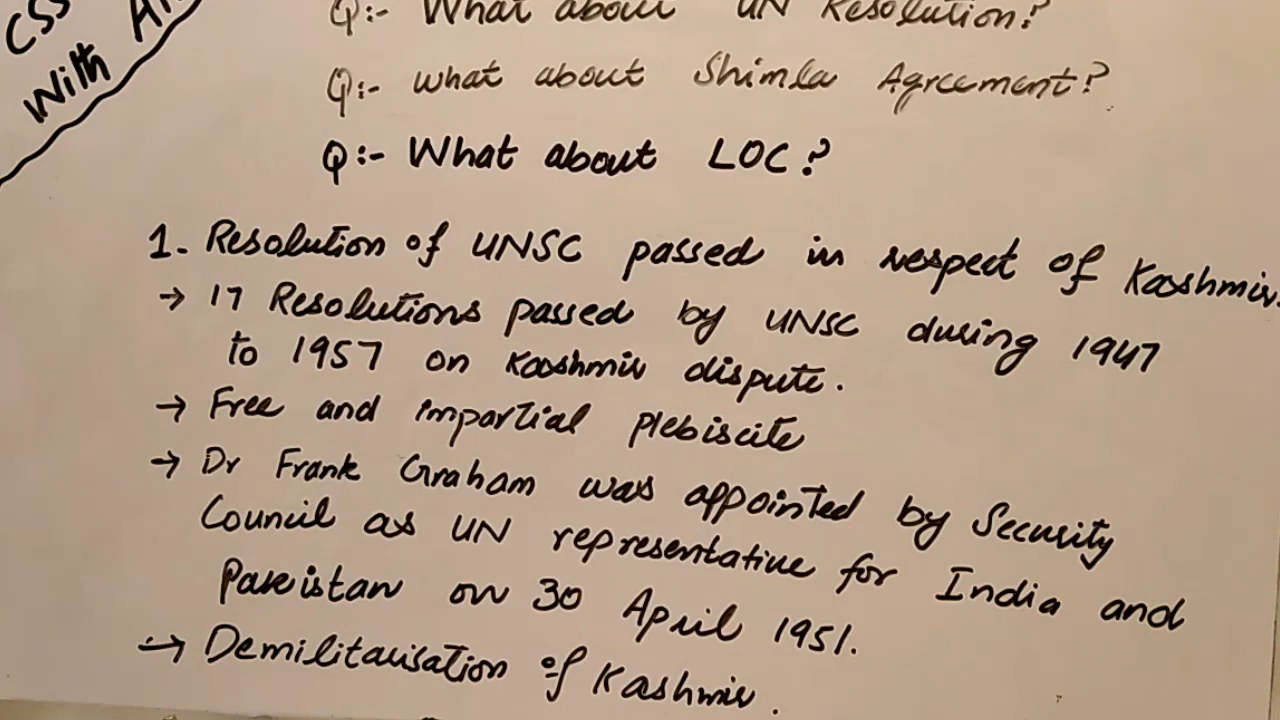 CSS
With
Q:- What about UN Resolution?
Q:- what about Shimla Agreement?
Q:- What about LOC?
1. Resolution of UNSC passed in respect of Kashmir.
→ 17 Resolutions passed by UNSC during 1947
to 1957 on Kashmir dispute.
→ Free and impartial Plebiscite
→ Dr Frank Graham was appointed by Security
Council as UN representative for India and
Pakistan on 30 April 1951.
→ Demilitarisation of Kashmir.